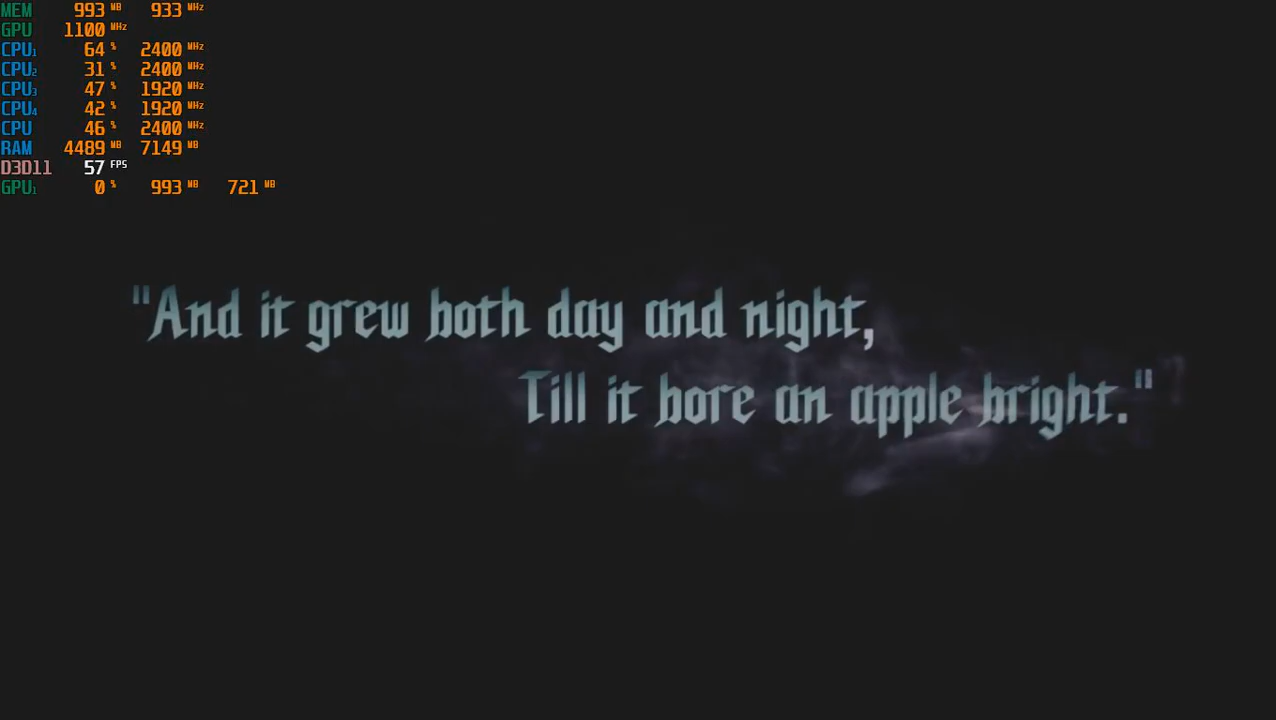 MEM 993 MB 933 MHz
GPU 1100 MHz
CPU1 64 % 2400 MHz
CPU2 31 % 2400 MHz
CPU3 47 % 1920 MHz
CPU4 42 % 1920 MHz
CPU 46 % 2400 MHz
RAM 4489 MB 7149 MB
D3D11 57 FPS
GPU1 0 % 993 MB 721 MB
"And it grew both day and night,
Till it bore an apple bright."